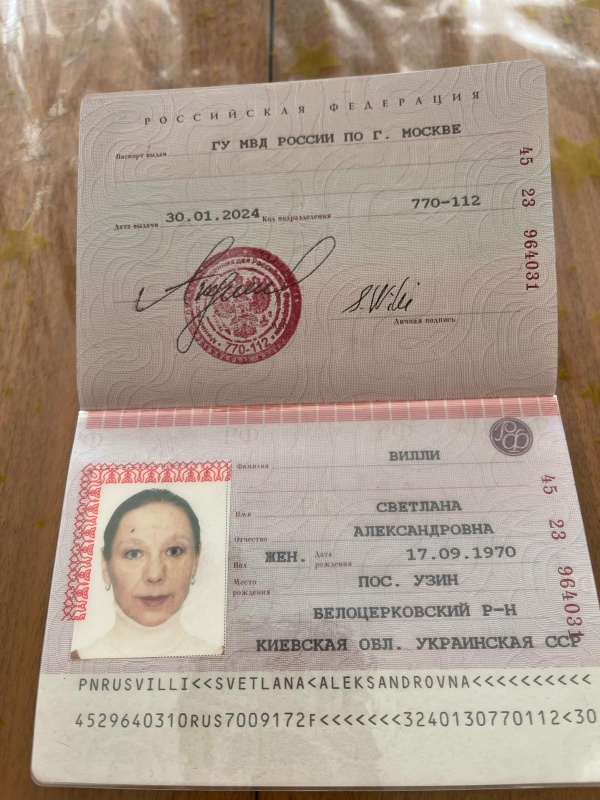 РОССИЙСКАЯ ФЕДЕРАЦИЯ
Паспорт выдан ГУ МВД РОССИИ ПО Г. МОСКВЕ
Дата выдачи 30.01.2024 Код подразделения 770-112
45 23 964031
770-112
S. Willi
Личная подпись
РФ
Фамилия ВИЛЛИ
Имя СВЕТЛАНА
Отчество АЛЕКСАНДРОВНА
Пол ЖЕН. Дата рождения 17.09.1970
Место рождения ПОС. УЗИН
БЕЛОЦЕРКОВСКИЙ Р-Н
КИЕВСКАЯ ОБЛ. УКРАИНСКАЯ ССР
45 23 964031
PNRUSVILLI<<SVETLANA<ALEKSANDROVNA<<<<<<<<<<
4529640310RUS7009172F<<<<<<<3240130770112<30